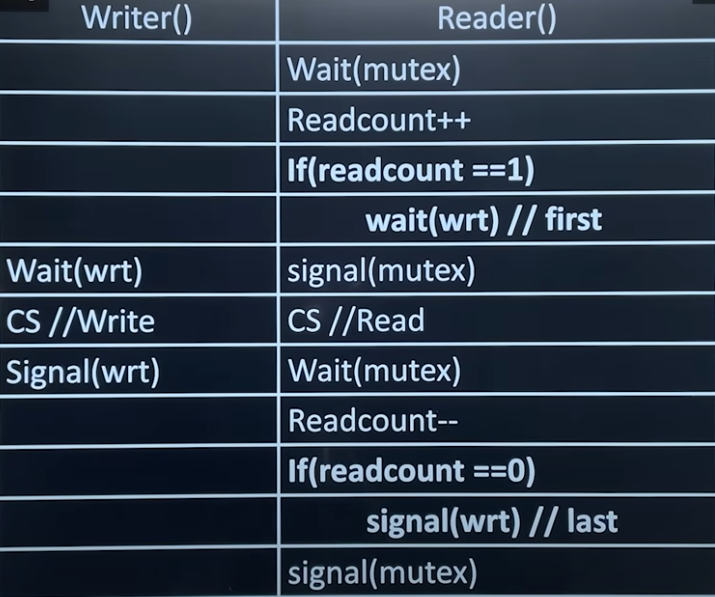 Writer() Reader()
Wait(mutex)
Readcount++
If(readcount ==1)
wait(wrt) // first
Wait(wrt) signal(mutex)
CS //Write CS //Read
Signal(wrt) Wait(mutex)
Readcount--
If(readcount ==0)
signal(wrt) // last
signal(mutex)